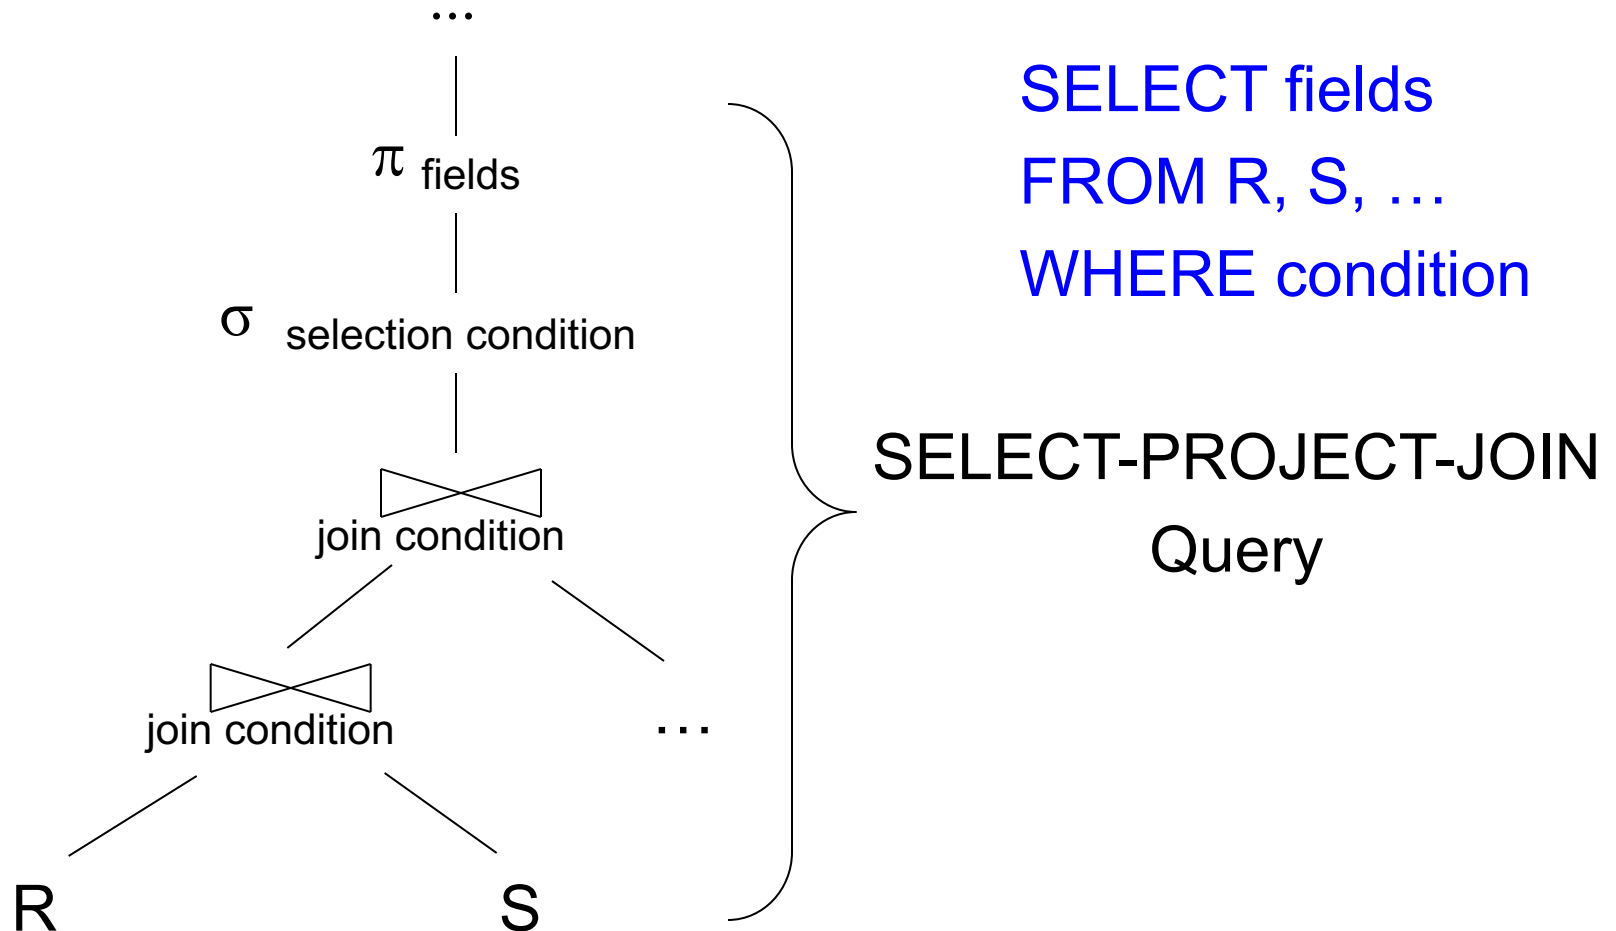 ...
π fields
σ selection condition
join condition
join condition
…
R
S
SELECT fields
FROM R, S, …
WHERE condition
SELECT-PROJECT-JOIN
Query